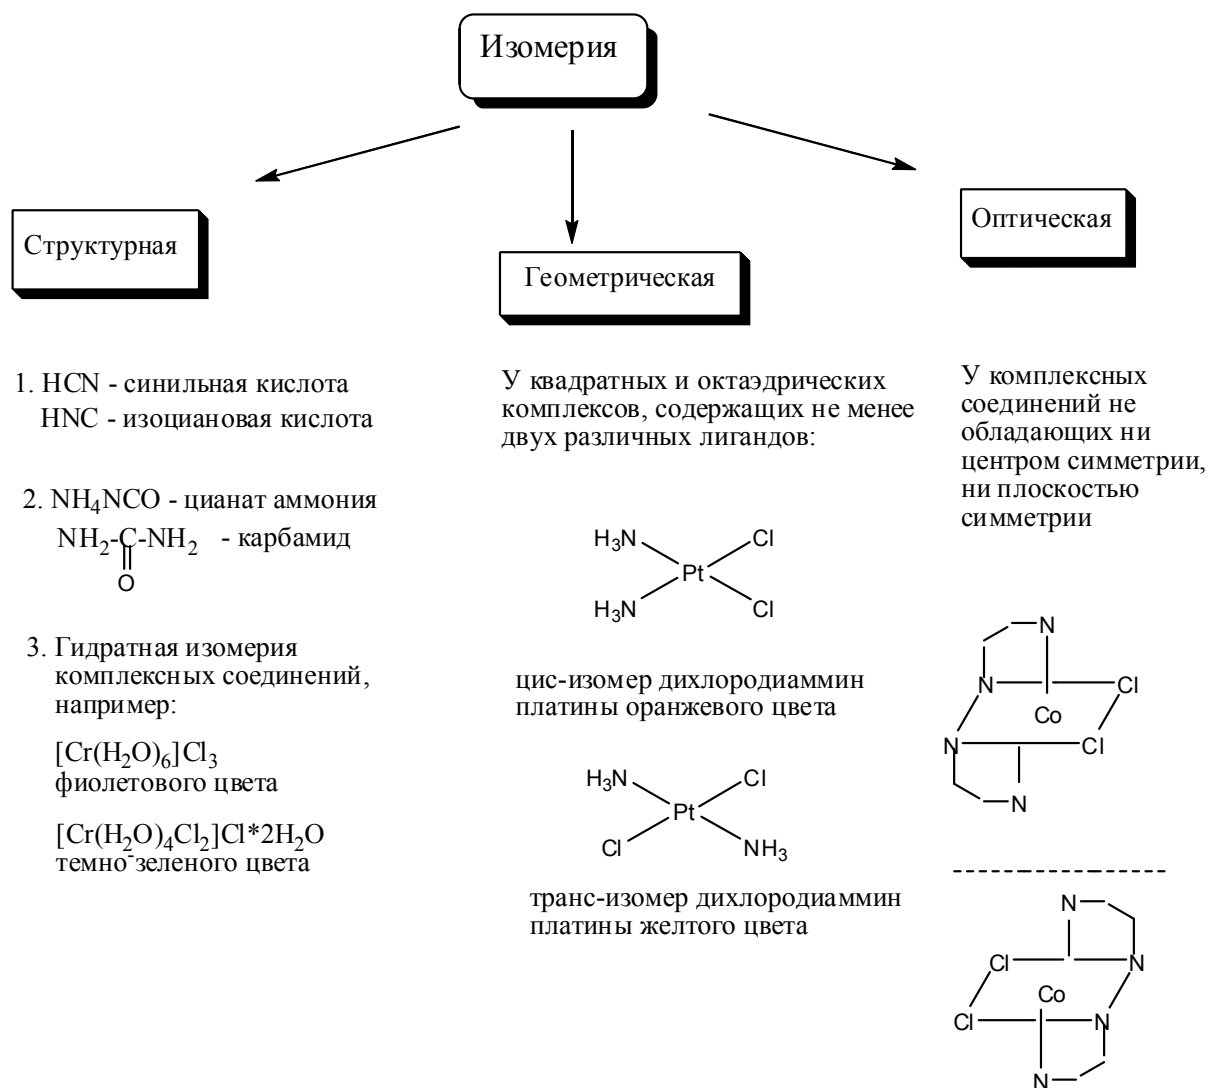 Изомерия
Структурная
Геометрическая
Оптическая
1. HCN - синильная кислота
HNC - изоциановая кислота
2. NH₄NCO - цианат аммония
NH₂-C-NH₂ - карбамид
O
3. Гидратная изомерия
комплексных соединений,
например:
[Cr(H₂O)₆]Cl₃
фиолетового цвета
[Cr(H₂O)₄Cl₂]Cl*2H₂O
темно-зеленого цвета
У квадратных и октаэдрических
комплексов, содержащих не менее
двух различных лигандов:
H₃N Cl
Pt
H₃N Cl
цис-изомер дихлородиаммин
платины оранжевого цвета
H₃N Cl
Pt
Cl NH₃
транс-изомер дихлородиаммин
платины желтого цвета
У комплексных
соединений не
обладающих ни
центром симметрии,
ни плоскостью
симметрии
N
N Cl
Co
N Cl
N
N
Cl N
Co
Cl N
N